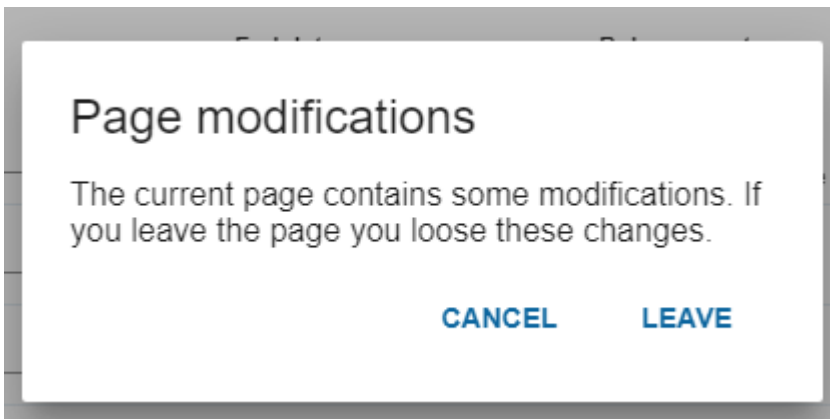 Page modifications
The current page contains some modifications. If
you leave the page you loose these changes.
CANCEL LEAVE